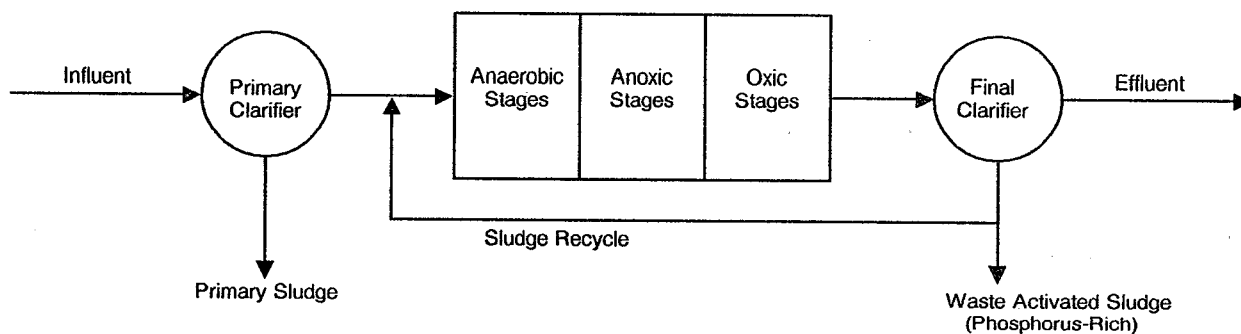 Influent
Primary
Clarifier
Anaerobic
Stages
Anoxic
Stages
Oxic
Stages
Final
Clarifier
Effluent
Sludge Recycle
Primary Sludge
Waste Activated Sludge
(Phosphorus-Rich)